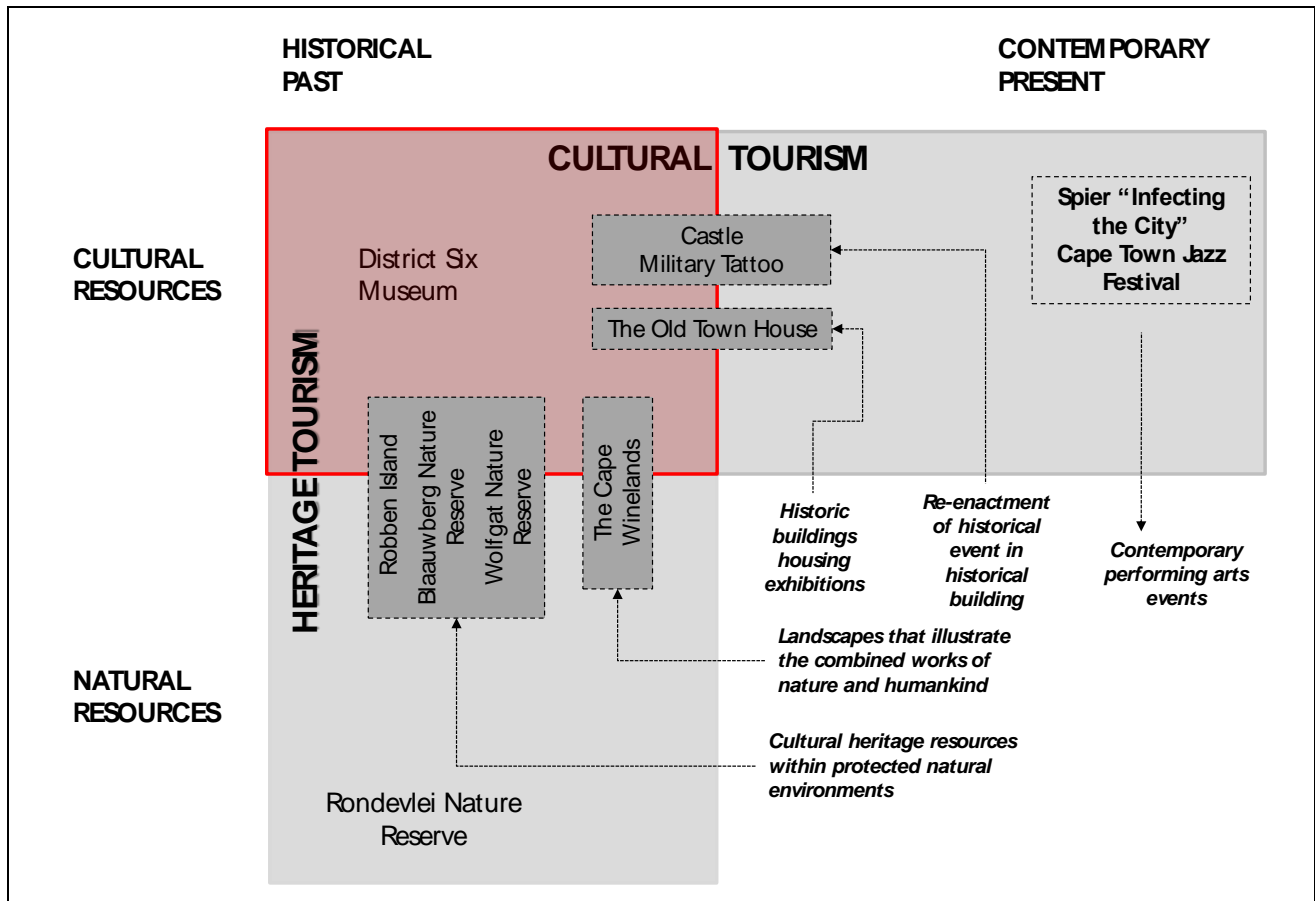 HISTORICAL
PAST
CONTEMPORARY
PRESENT
CULTURAL TOURISM
CULTURAL
RESOURCES
District Six
Museum
Castle
Military Tattoo
The Old Town House
Spier “Infecting
the City”
Cape Town Jazz
Festival
HERITAGE TOURISM
Robben Island
Blaauwberg Nature
Reserve
Wolfgat Nature
Reserve
The Cape
Winelands
Historic
buildings
housing
exhibitions
Re-enactment
of historical
event in
historical
building
Contemporary
performing arts
events
Landscapes that illustrate
the combined works of
nature and humankind
NATURAL
RESOURCES
Cultural heritage resources
within protected natural
environments
Rondevlei Nature
Reserve